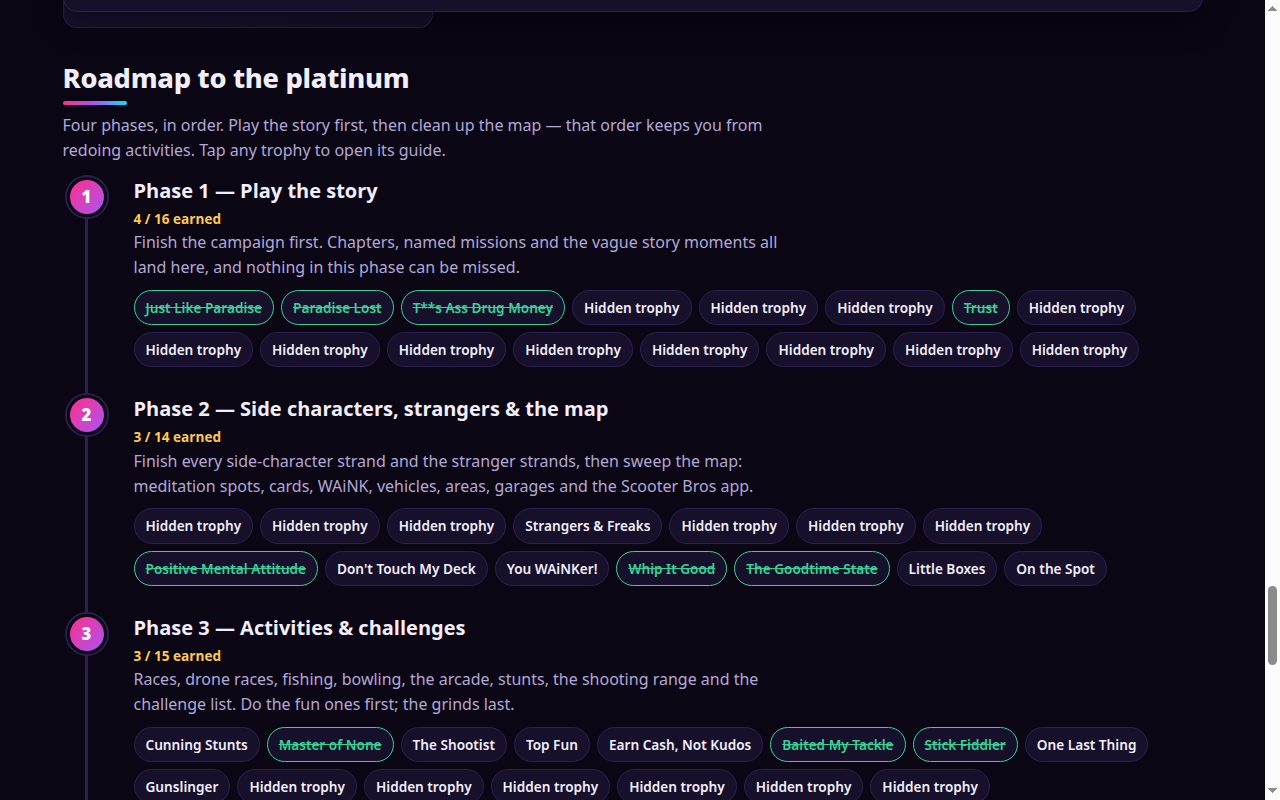 Roadmap to the platinum
Four phases, in order. Play the story first, then clean up the map — that order keeps you from
redoing activities. Tap any trophy to open its guide.
1
Phase 1 — Play the story
4 / 16 earned
Finish the campaign first. Chapters, named missions and the vague story moments all
land here, and nothing in this phase can be missed.
Just Like Paradise Paradise Lost T**s Ass Drug Money Hidden trophy Hidden trophy Hidden trophy Trust Hidden trophy
Hidden trophy Hidden trophy Hidden trophy Hidden trophy Hidden trophy Hidden trophy Hidden trophy Hidden trophy
2
Phase 2 — Side characters, strangers & the map
3 / 14 earned
Finish every side-character strand and the stranger strands, then sweep the map:
meditation spots, cards, WAiNK, vehicles, areas, garages and the Scooter Bros app.
Hidden trophy Hidden trophy Hidden trophy Strangers & Freaks Hidden trophy Hidden trophy Hidden trophy
Positive Mental Attitude Don't Touch My Deck You WAiNKer! Whip It Good The Goodtime State Little Boxes On the Spot
3
Phase 3 — Activities & challenges
3 / 15 earned
Races, drone races, fishing, bowling, the arcade, stunts, the shooting range and the
challenge list. Do the fun ones first; the grinds last.
Cunning Stunts Master of None The Shootist Top Fun Earn Cash, Not Kudos Baited My Tackle Stick Fiddler One Last Thing
Gunslinger Hidden trophy Hidden trophy Hidden trophy Hidden trophy Hidden trophy Hidden trophy